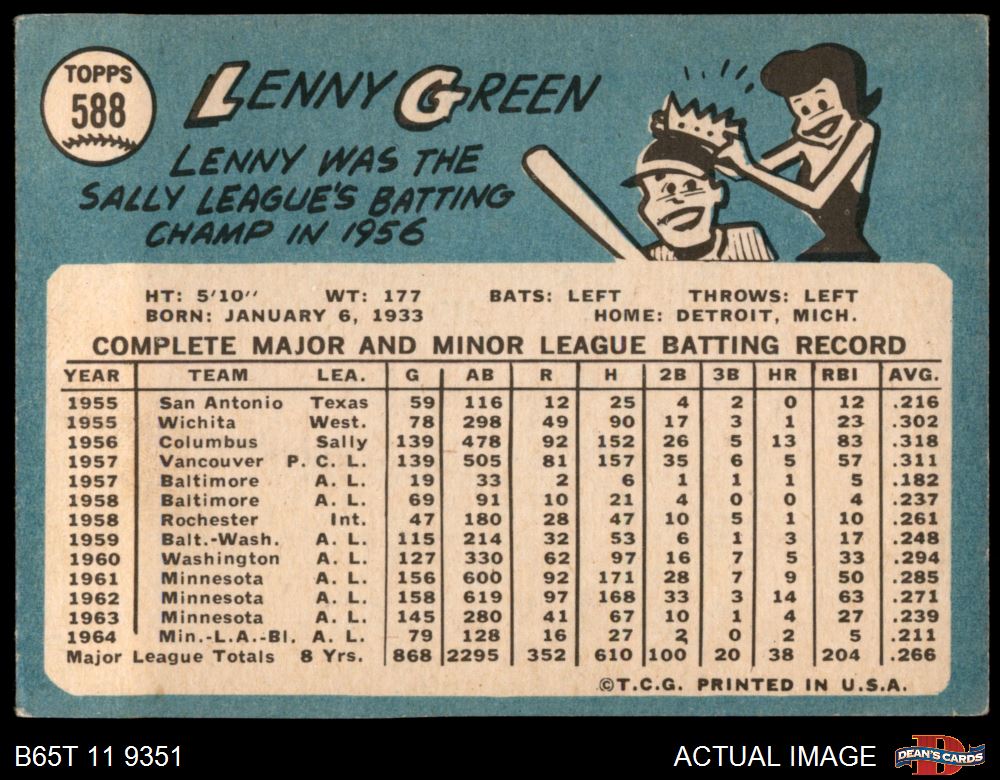 TOPPS
588
LENNY GREEN
LENNY WAS THE
SALLY LEAGUE'S BATTING
CHAMP IN 1956
HT: 5'10" WT: 177 BATS: LEFT THROWS: LEFT
BORN: JANUARY 6, 1933 HOME: DETROIT, MICH.
COMPLETE MAJOR AND MINOR LEAGUE BATTING RECORD
YEAR TEAM LEA. G AB R H 2B 3B HR RBI AVG.
1955 San Antonio Texas 59 116 12 25 4 2 0 12 .216
1955 Wichita West. 78 298 49 90 17 3 1 23 .302
1956 Columbus Sally 139 478 92 152 26 5 13 83 .318
1957 Vancouver P. C. L. 139 505 81 157 35 6 5 57 .311
1957 Baltimore A. L. 19 33 2 6 1 1 1 5 .182
1958 Baltimore A. L. 69 91 10 21 4 0 0 4 .237
1958 Rochester Int. 47 180 28 47 10 5 1 10 .261
1959 Balt.-Wash. A. L. 115 214 32 53 6 1 3 17 .248
1960 Washington A. L. 127 330 62 97 16 7 5 33 .294
1961 Minnesota A. L. 156 600 92 171 28 7 9 50 .285
1962 Minnesota A. L. 158 619 97 168 33 3 14 63 .271
1963 Minnesota A. L. 145 280 41 67 10 1 4 27 .239
1964 Min.-L.A.-Bl. A. L. 79 128 16 27 2 0 2 5 .211
Major League Totals 8 Yrs. 868 2295 352 610 100 20 38 204 .266
©T.C.G. PRINTED IN U.S.A.
B65T 11 9351 ACTUAL IMAGE DEAN'S CARDS